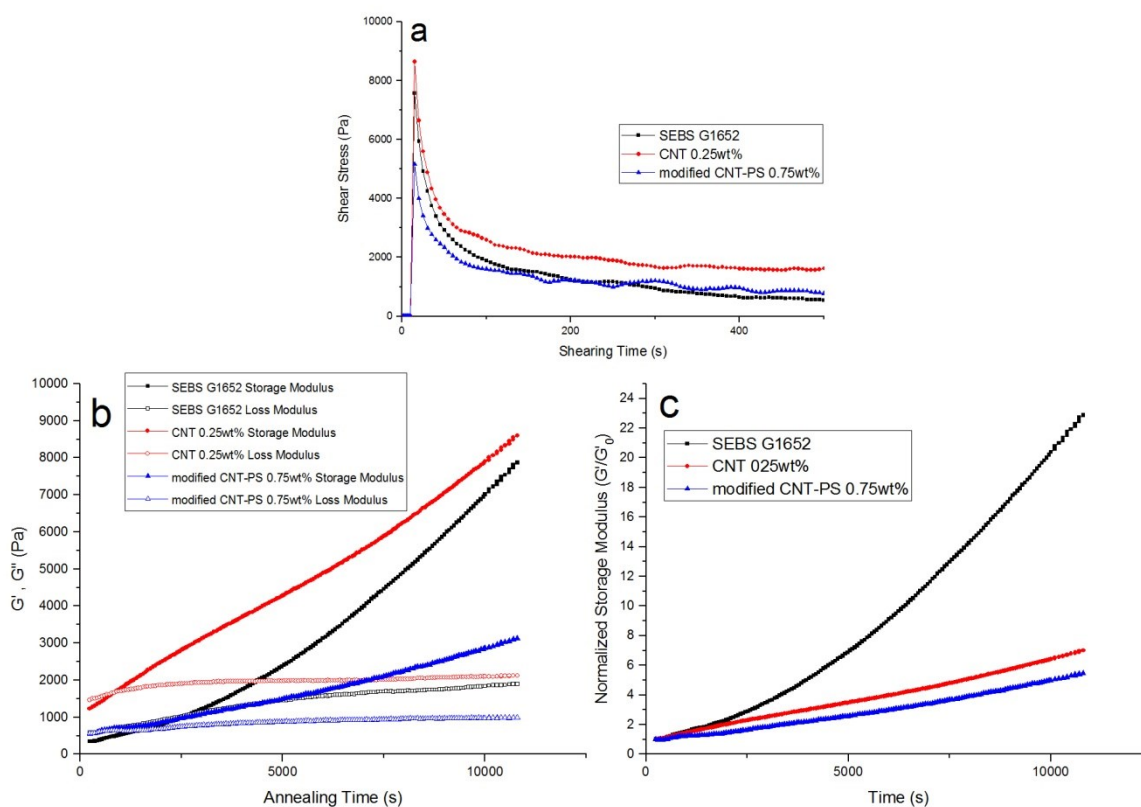 a
10000
8000
6000
4000
2000
0
Shear Stress (Pa)
0
200
400
Shearing Time (s)
SEBS G1652
CNT 0.25wt%
modified CNT-PS 0.75wt%
b
10000
9000
8000
7000
6000
5000
4000
3000
2000
1000
0
G' , G" (Pa)
0
5000
10000
Annealing Time (s)
SEBS G1652 Storage Modulus
SEBS G1652 Loss Modulus
CNT 0.25wt% Storage Modulus
CNT 0.25wt% Loss Modulus
modified CNT-PS 0.75wt% Storage Modulus
modified CNT-PS 0.75wt% Loss Modulus
c
24
22
20
18
16
14
12
10
8
6
4
2
0
Normalized Storage Modulus (G'/G'0)
5000
10000
Time (s)
SEBS G1652
CNT 025wt%
modified CNT-PS 0.75wt%